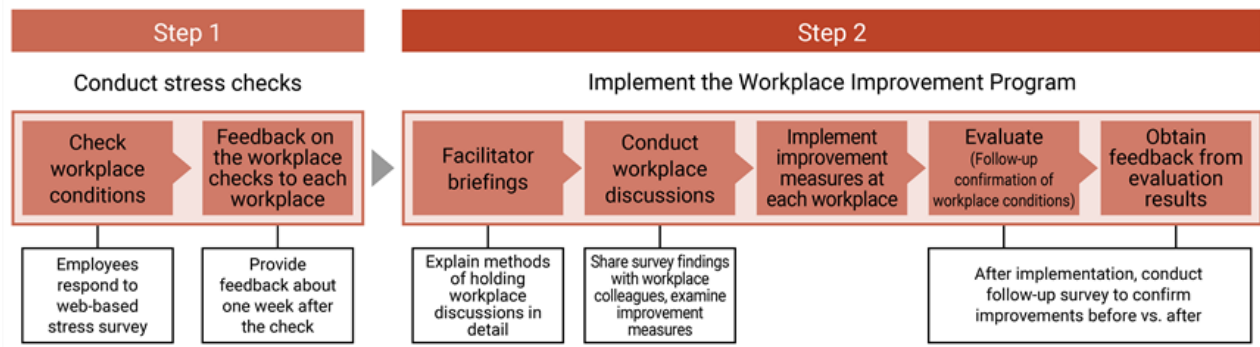 Step 1
Step 2
Conduct stress checks
Implement the Workplace Improvement Program
Check
workplace
conditions
Feedback on
the workplace
checks to each
workplace
Facilitator
briefings
Conduct
workplace
discussions
Implement
improvement
measures at
each workplace
Evaluate
(Follow-up
confirmation of
workplace conditions)
Obtain
feedback from
evaluation
results
Employees
respond to
web-based
stress survey
Provide
feedback about
one week after
the check
Explain methods
of holding
workplace
discussions in
detail
Share survey findings
with workplace
colleagues, examine
improvement
measures
After implementation, conduct
follow-up survey to confirm
improvements before vs. after